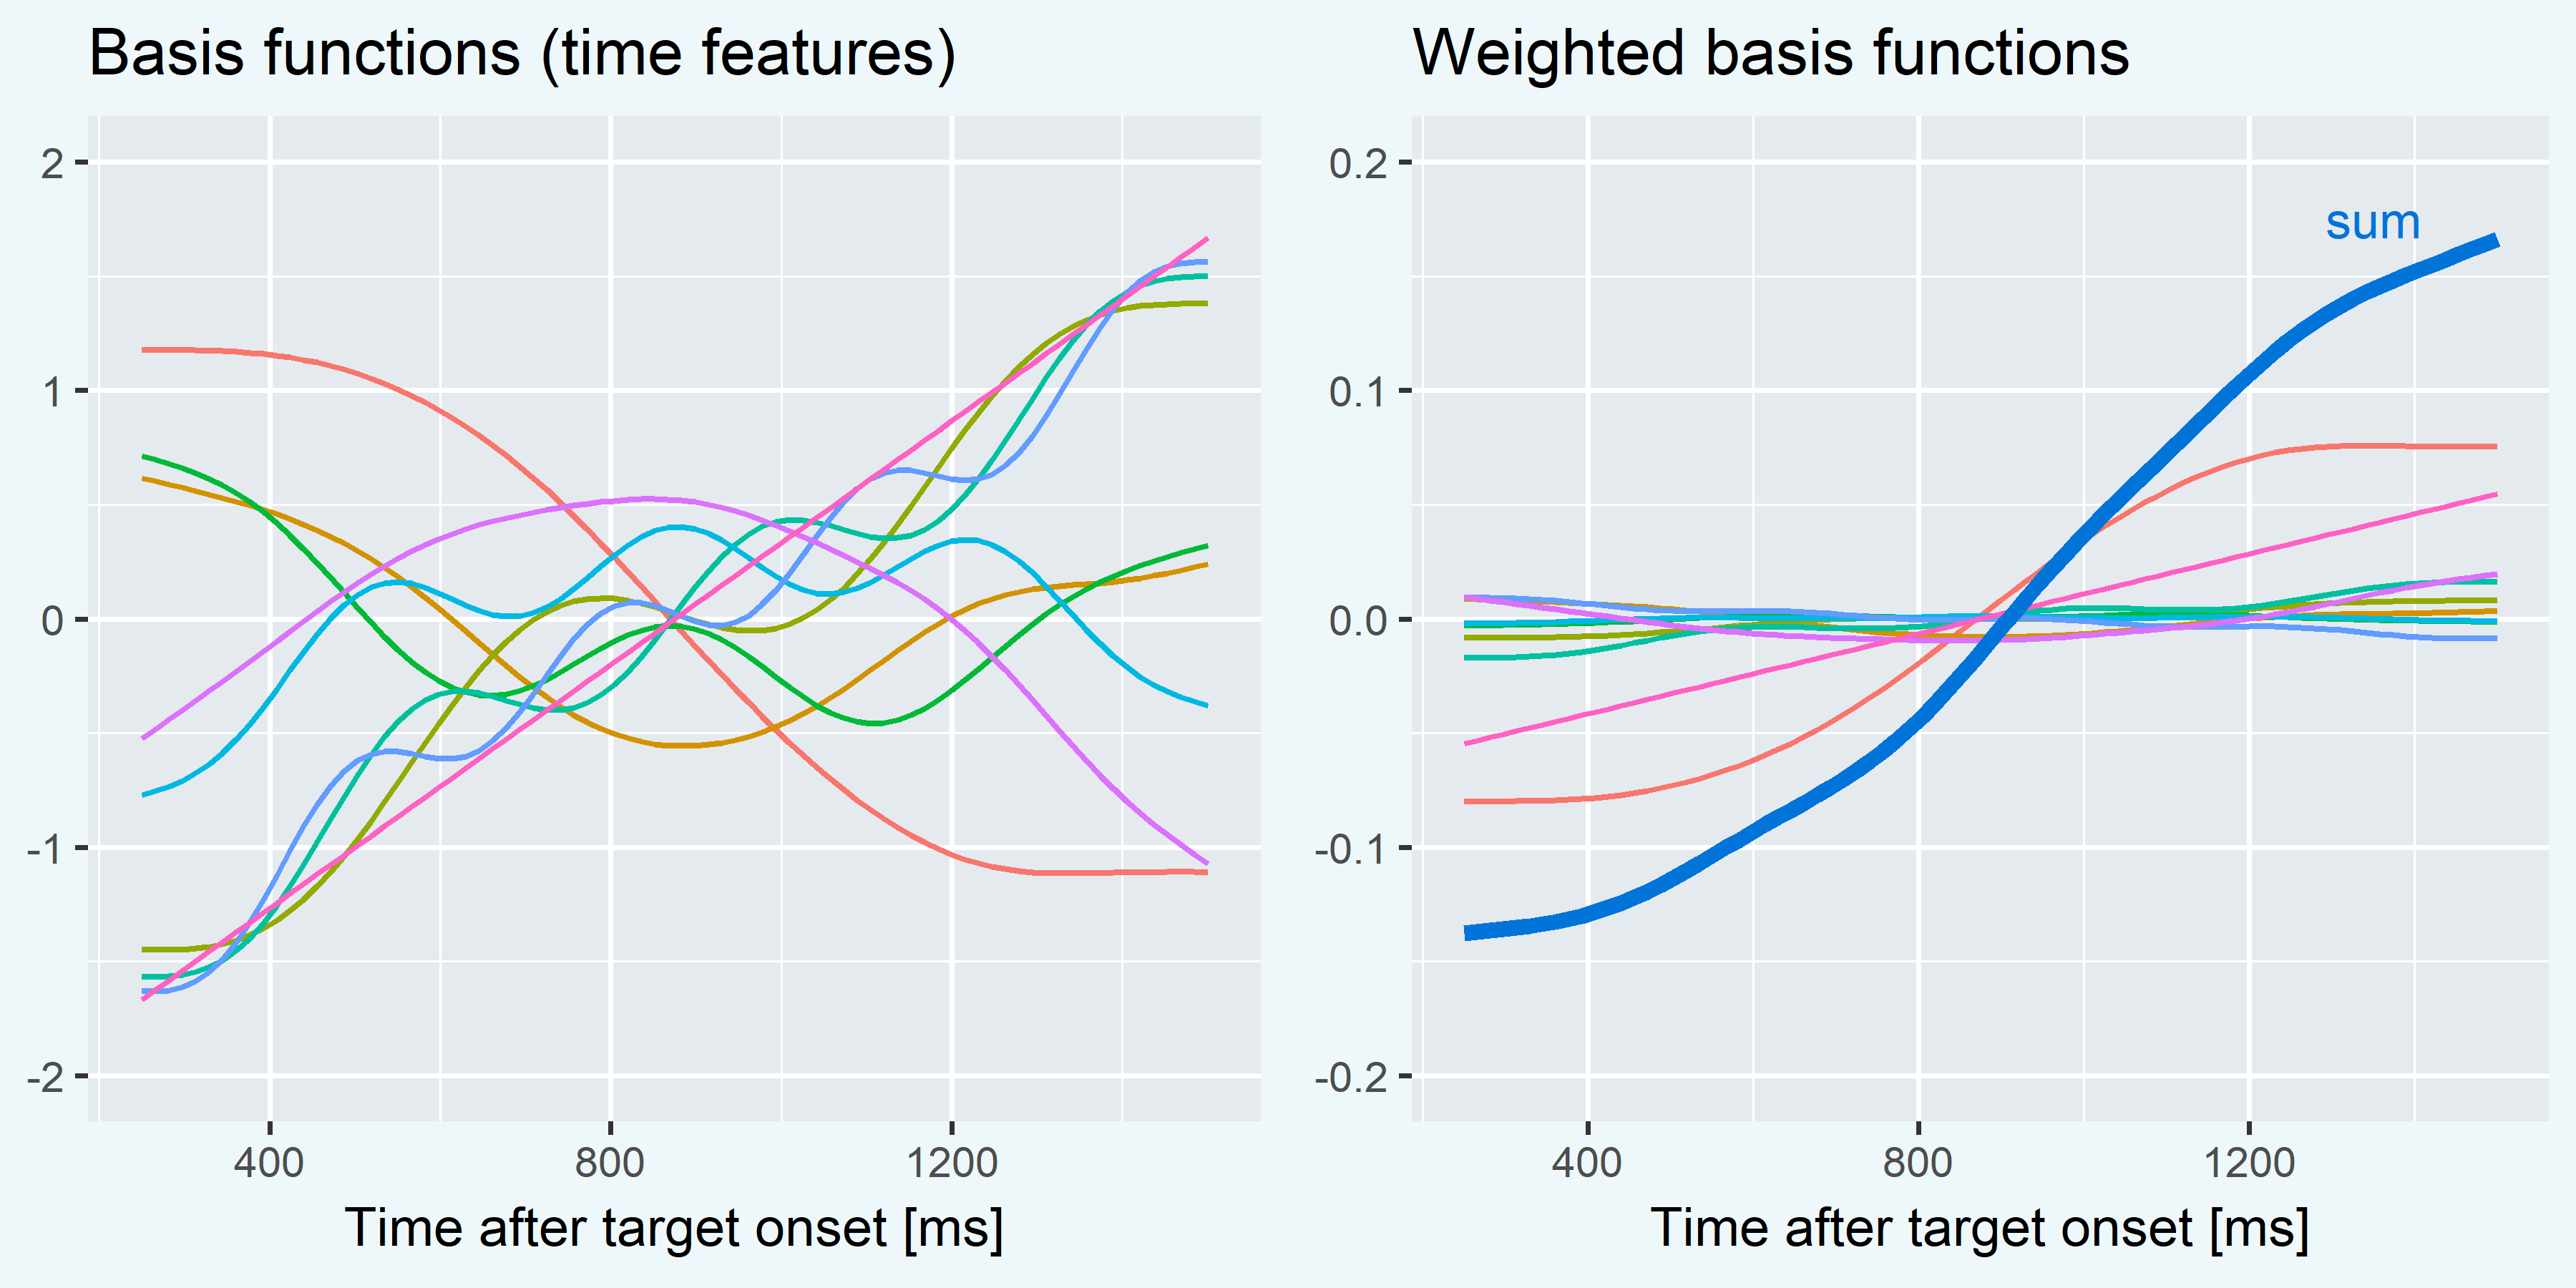 Basis functions (time features)
2
1
0
-1
-2
400 800 1200
Time after target onset [ms]
Weighted basis functions
sum
0.2
0.1
0.0
-0.1
-0.2
400 800 1200
Time after target onset [ms]